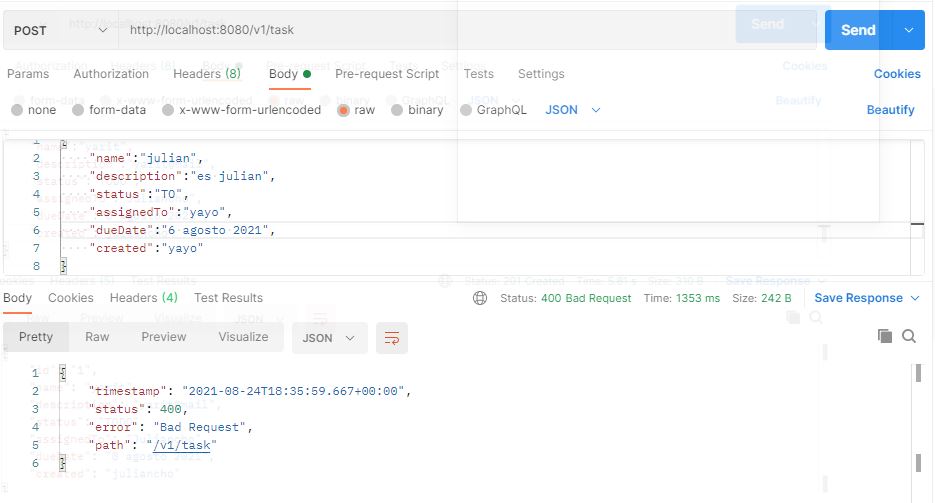 POST http://localhost:8080/v1/task Send
Params Authorization Headers (8) Body Pre-request Script Tests Settings Cookies
none form-data x-www-form-urlencoded raw binary GraphQL JSON Beautify
1 {
2 "name":"julian",
3 "description":"es julian",
4 "status":"TO",
5 "assignedTo":"yayo",
6 "dueDate":"6 agosto 2021",
7 "created":"yayo"
8 }
Body Cookies Headers (4) Test Results Status: 400 Bad Request Time: 1353 ms Size: 242 B Save Response
Pretty Raw Preview Visualize JSON
1 {
2 "timestamp": "2021-08-24T18:35:59.667+00:00",
3 "status": 400,
4 "error": "Bad Request",
5 "path": "/v1/task"
6 }